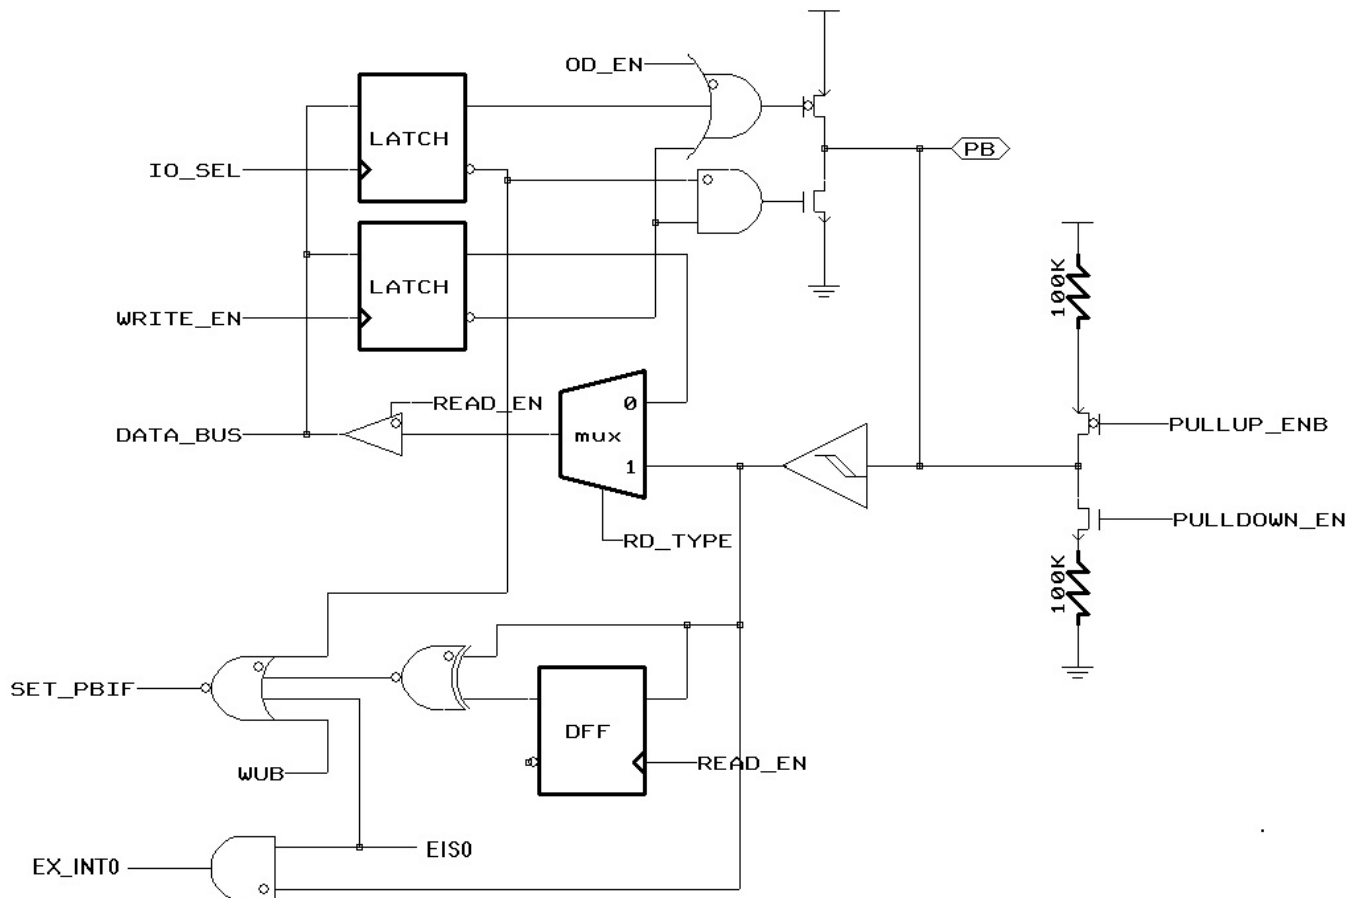 OD_EN
LATCH
PB
IO_SEL
LATCH
100K
WRITE_EN
READ_EN
0
PULLUP_ENB
DATA_BUS
mux
1
PULLDOWN_EN
RD_TYPE
100K
SET_PBIF
DFF
WUB
READ_EN
EIS0
EX_INT0